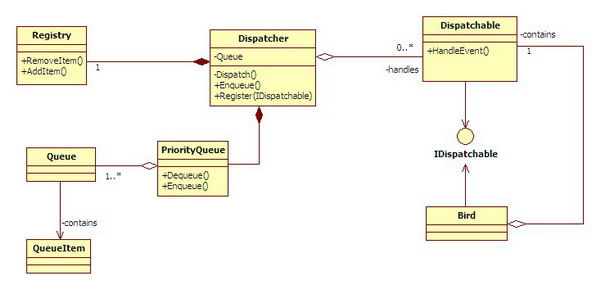 Registry
+RemoveItem()
+AddItem()
1
Dispatcher
-Queue
-Dispatch()
+Enqueue()
+Register(IDispatchable)
0..*
-handles
Dispatchable
+HandleEvent()
-contains
1
IDispatchable
Queue
1..*
PriorityQueue
+Dequeue()
+Enqueue()
-contains
QueueItem
Bird